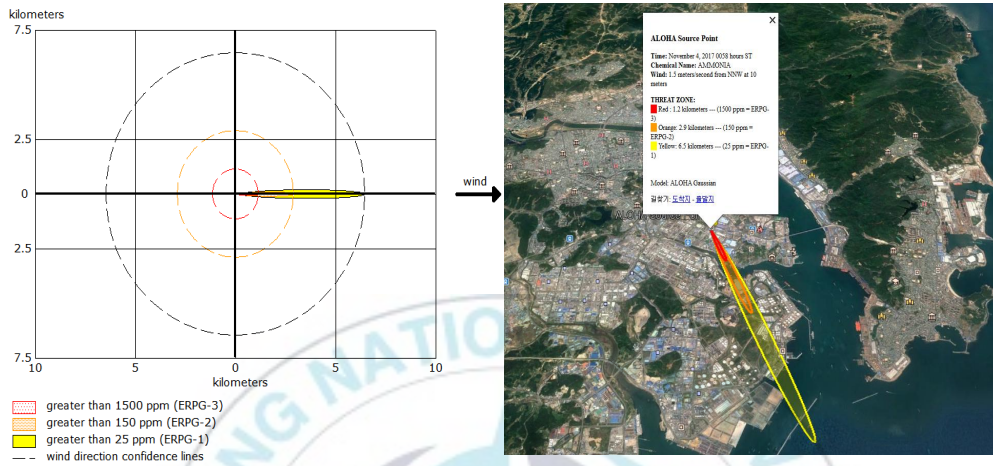 kilometers
7.5
2.5
0
2.5
7.5
10 5 0 5 10
kilometers
greater than 1500 ppm (ERPG-3)
greater than 150 ppm (ERPG-2)
greater than 25 ppm (ERPG-1)
wind direction confidence lines
wind
ALOHA Source Point
Time: November 4, 2017 0058 hours ST
Chemical Name: AMMONIA
Wind: 1.5 meters/second from NNW at 10
meters
THREAT ZONE:
Red : 1.2 kilometers --- (1500 ppm = ERPG-
3)
Orange: 2.9 kilometers --- (150 ppm =
ERPG-2)
Yellow: 6.5 kilometers --- (25 ppm = ERPG-
1)
Model: ALOHA Gaussian
길찾기: 도착지 - 출발지
NG NATIO